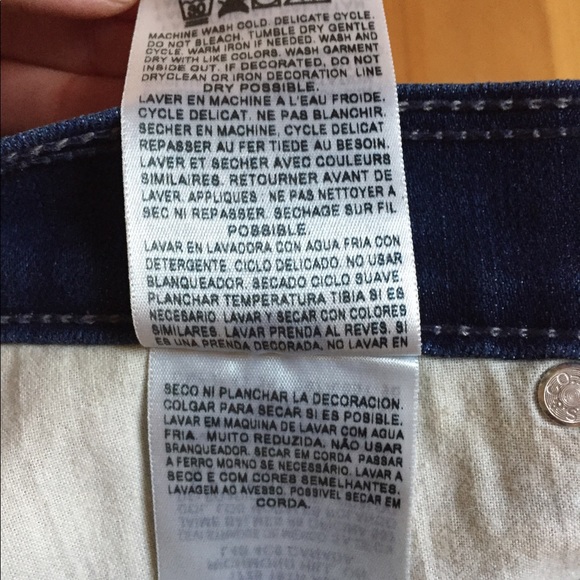 30
MACHINE WASH COLD. DELICATE CYCLE.
DO NOT BLEACH. TUMBLE DRY GENTLE
CYCLE. WARM IRON IF NEEDED. WASH AND
DRY WITH LIKE COLORS. WASH GARMENT
INSIDE OUT. IF DECORATED, DO NOT
DRYCLEAN OR IRON DECORATION LINE
DRY POSSIBLE.
LAVER EN MACHINE A L'EAU FROIDE.
CYCLE DELICAT. NE PAS BLANCHIR.
SECHER EN MACHINE, CYCLE DELICAT
REPASSER AU FER TIEDE AU BESOIN.
LAVER ET SECHER AVEC COULEURS
SIMILAIRES. RETOURNER AVANT DE
LAVER. APPLIQUES : NE PAS NETTOYER A
SEC NI REPASSER. SECHAGE SUR FIL
POSSIBLE.
LAVAR EN LAVADORA CON AGUA FRIA CON
DETERGENTE. CICLO DELICADO. NO USAR
BLANQUEADOR. SECADO CICLO SUAVE.
PLANCHAR TEMPERATURA TIBIA SI ES
NECESARIO. LAVAR Y SECAR CON COLORES
SIMILARES. LAVAR PRENDA AL REVES. SI
ES UNA PRENDA DECORADA, NO LAVAR EN
SECO NI PLANCHAR LA DECORACION.
COLGAR PARA SECAR SI ES POSIBLE.
LAVAR EM MAQUINA DE LAVAR COM AGUA
FRIA. MUITO REDUZIDA. NÃO USAR
BRANQUEADOR. SECAR EM CORDA PASSAR
A FERRO MORNO SE NECESSÁRIO. LAVAR A
SECO E COM CORES SEMELHANTES.
LAVAGEM AO AVESSO. POSSIVEL SECAR EM
CORDA.